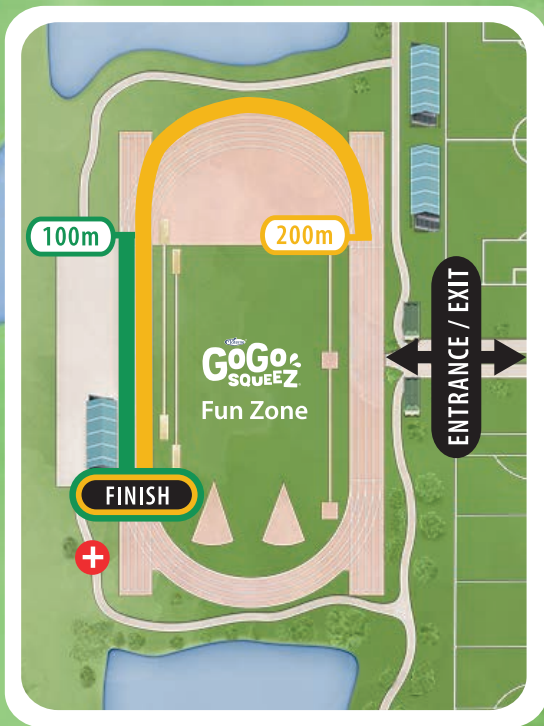 100m
200m
ENTRANCE / EXIT
GoGo
SQUEEZ
Fun Zone
FINISH